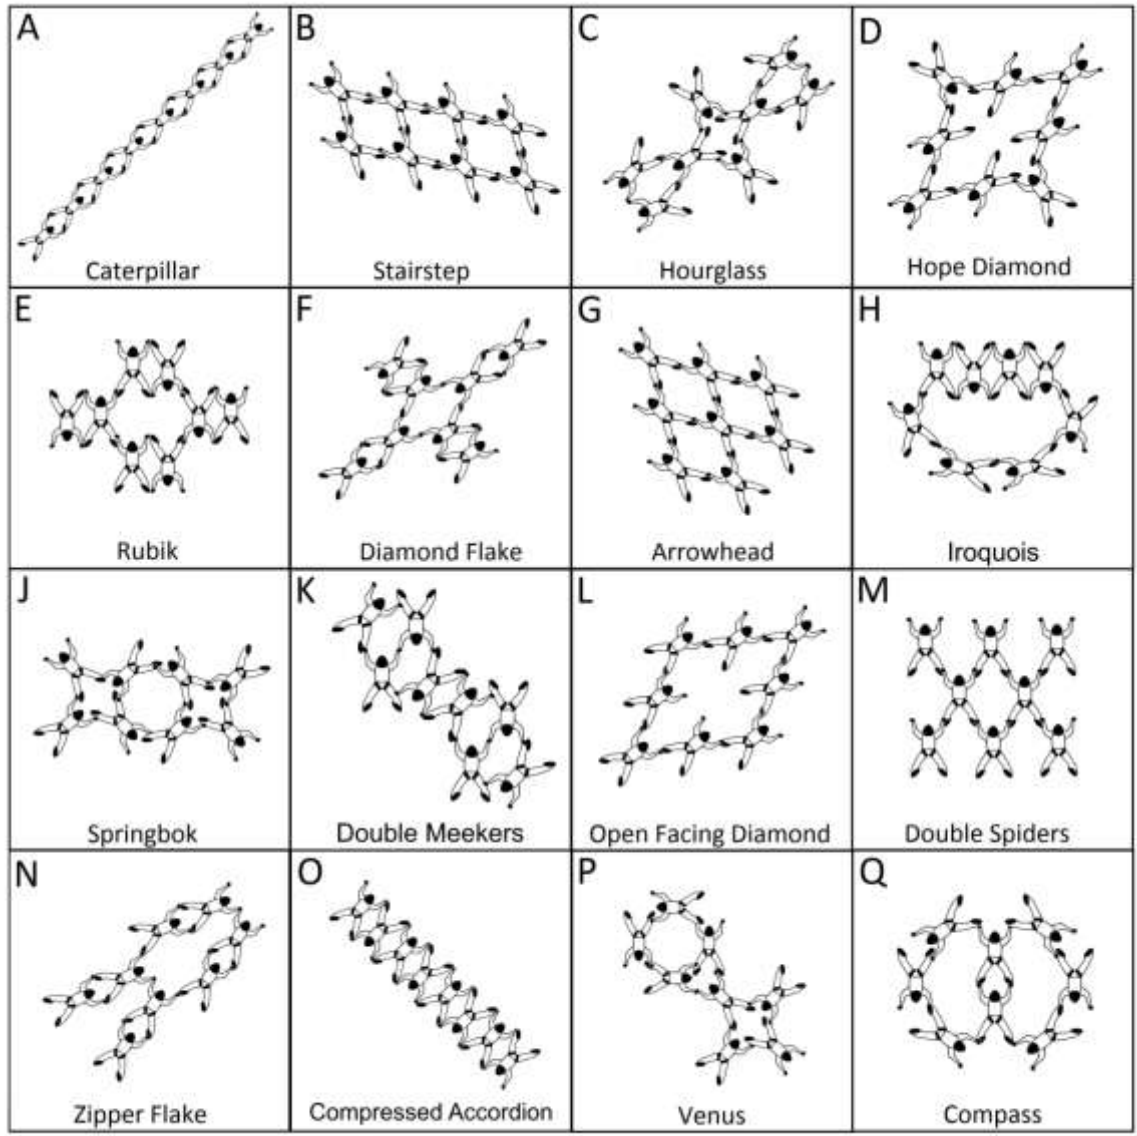 A
Caterpillar
B
Stairstep
C
Hourglass
D
Hope Diamond
E
Rubik
F
Diamond Flake
G
Arrowhead
H
Iroquois
J
Springbok
K
Double Meekers
L
Open Facing Diamond
M
Double Spiders
N
Zipper Flake
O
Compressed Accordion
P
Venus
Q
Compass